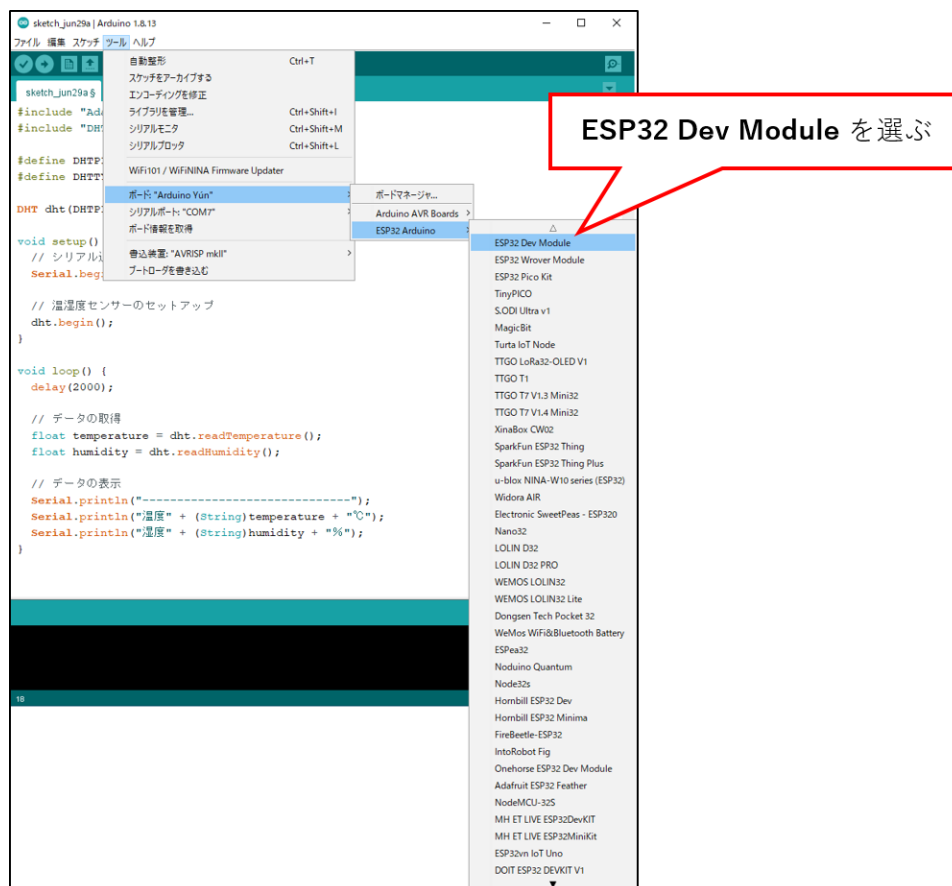 sketch_jun29a | Arduino 1.8.13
ファイル 編集 スケッチ ツール ヘルプ
sketch_jun29a §
自動整形 Ctrl+T
スケッチをアーカイブする
エンコーディングを修正
ライブラリを管理... Ctrl+Shift+I
シリアルモニタ Ctrl+Shift+M
シリアルプロッタ Ctrl+Shift+L
WiFi101 / WiFiNINA Firmware Updater
ボード: "Arduino Yún"
シリアルポート: "COM7"
ボード情報を取得
書込装置: "AVRISP mkII"
ブートローダを書き込む
ボードマネージャ...
Arduino AVR Boards
ESP32 Arduino
ESP32 Dev Module を選ぶ
#include "Ada
#include "DH
#define DHTP
#define DHTT
DHT dht(DHTP
void setup()
// シリアル
Serial.beg
// 温湿度センサーのセットアップ
dht.begin();
}
void loop() {
delay(2000);
// データの取得
float temperature = dht.readTemperature();
float humidity = dht.readHumidity();
// データの表示
Serial.println("------------------------------");
Serial.println("温度" + (String)temperature + "℃");
Serial.println("湿度" + (String)humidity + "％");
}
18
ESP32 Dev Module
ESP32 Wrover Module
ESP32 Pico Kit
TinyPICO
S.ODI Ultra v1
MagicBit
Turta IoT Node
TTGO LoRa32-OLED V1
TTGO T1
TTGO T7 V1.3 Mini32
TTGO T7 V1.4 Mini32
XinaBox CW02
SparkFun ESP32 Thing
SparkFun ESP32 Thing Plus
u-blox NINA-W10 series (ESP32)
Widora AIR
Electronic SweetPeas - ESP320
Nano32
LOLIN D32
LOLIN D32 PRO
WEMOS LOLIN32
WEMOS LOLIN32 Lite
Dongsen Tech Pocket 32
WeMos WiFi&Bluetooth Battery
ESPea32
Noduino Quantum
Node32s
Hornbill ESP32 Dev
Hornbill ESP32 Minima
FireBeetle-ESP32
IntoRobot Fig
Onehorse ESP32 Dev Module
Adafruit ESP32 Feather
NodeMCU-32S
MH ET LIVE ESP32DevKIT
MH ET LIVE ESP32MiniKit
ESP32vn IoT Uno
DOIT ESP32 DEVKIT V1